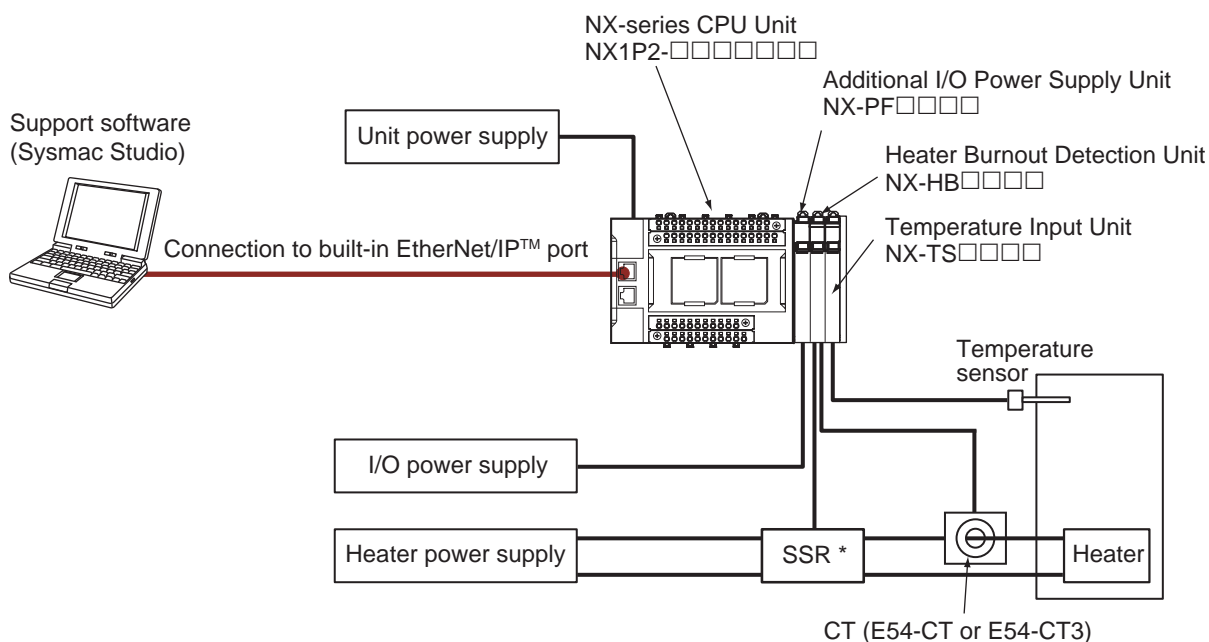 NX-series CPU Unit
NX1P2-□□□□□□□
Additional I/O Power Supply Unit
NX-PF□□□□
Support software
(Sysmac Studio)
Unit power supply
Heater Burnout Detection Unit
NX-HB□□□□
Temperature Input Unit
NX-TS□□□□
Connection to built-in EtherNet/IP™ port
Temperature
sensor
I/O power supply
Heater power supply
SSR *
Heater
CT (E54-CT or E54-CT3)